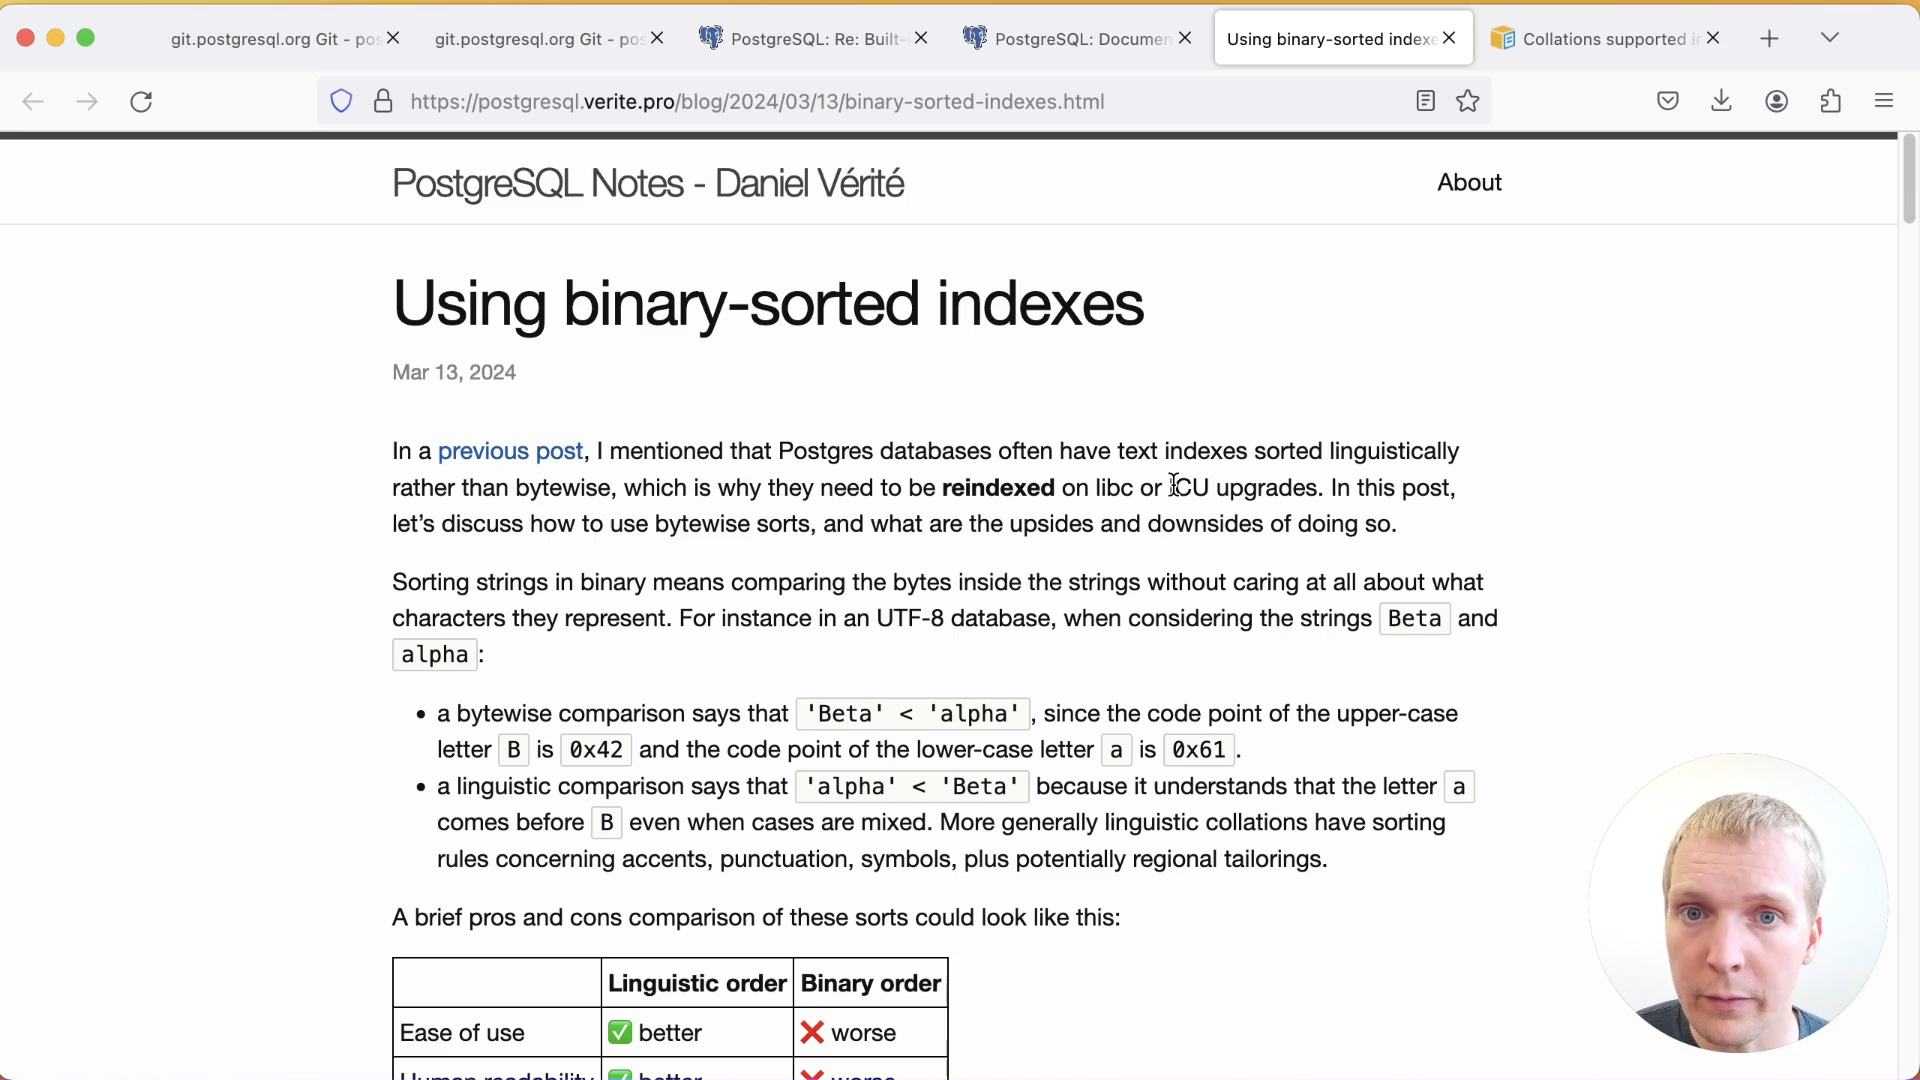 git.postgresql.org Git - pos
git.postgresql.org Git - pos
PostgreSQL: Re: Built-
PostgreSQL: Documen
Using binary-sorted indexe
Collations supported i
https://postgresql.verite.pro/blog/2024/03/13/binary-sorted-indexes.html
PostgreSQL Notes - Daniel Vérité
About
Using binary-sorted indexes
Mar 13, 2024
In a previous post, I mentioned that Postgres databases often have text indexes sorted linguistically
rather than bytewise, which is why they need to be reindexed on libc or ICU upgrades. In this post,
let’s discuss how to use bytewise sorts, and what are the upsides and downsides of doing so.
Sorting strings in binary means comparing the bytes inside the strings without caring at all about what
characters they represent. For instance in an UTF-8 database, when considering the strings Beta and
alpha:
• a bytewise comparison says that 'Beta' < 'alpha', since the code point of the upper-case
letter B is 0x42 and the code point of the lower-case letter a is 0x61.
• a linguistic comparison says that 'alpha' < 'Beta' because it understands that the letter a
comes before B even when cases are mixed. More generally linguistic collations have sorting
rules concerning accents, punctuation, symbols, plus potentially regional tailorings.
A brief pros and cons comparison of these sorts could look like this:
Linguistic order Binary order
Ease of use ✅ better ❌ worse
Human readability ✅ better ❌ worse